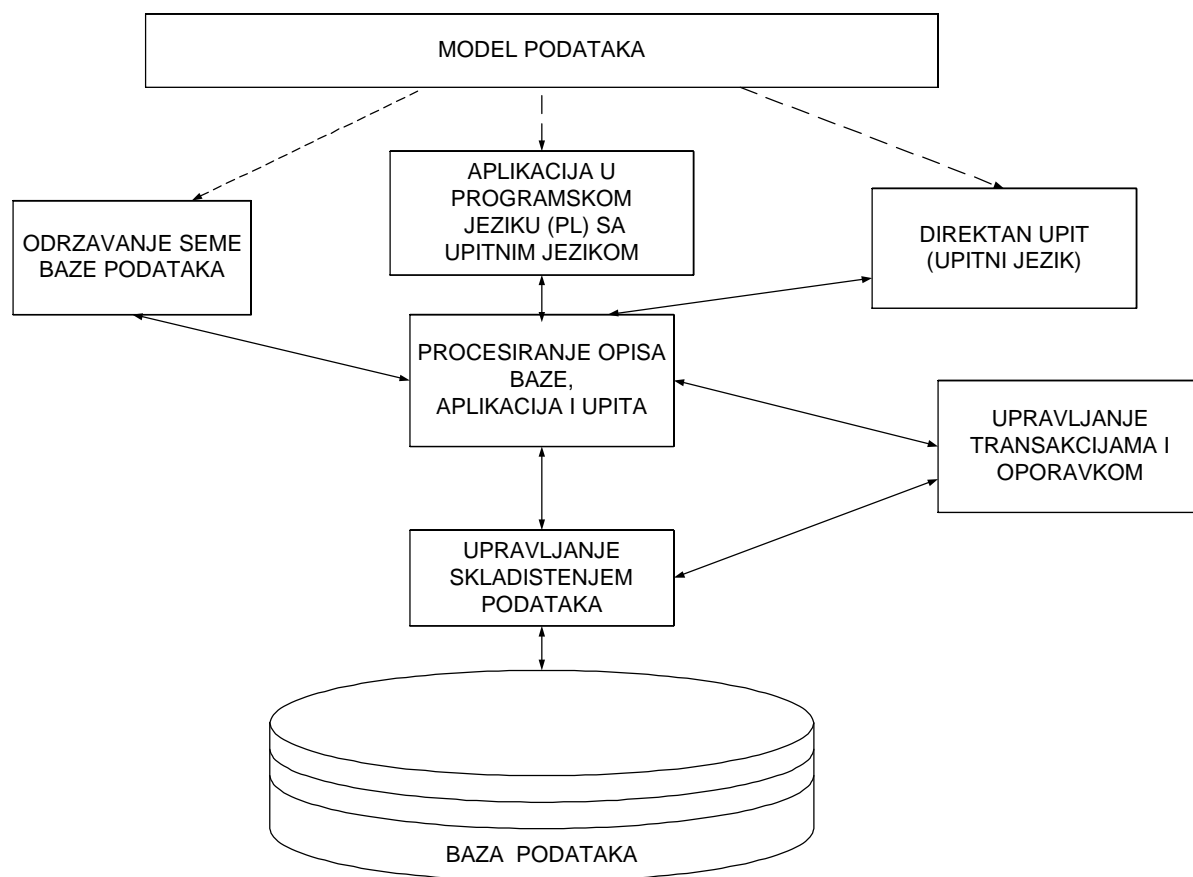 MODEL PODATAKA
APLIKACIJA U
PROGRAMSKOM
JEZIKU (PL) SA
UPITNIM JEZIKOM
ODRZAVANJE SEME
BAZE PODATAKA
DIREKTAN UPIT
(UPITNI JEZIK)
PROCESIRANJE OPISA
BAZE,
APLIKACIJA I UPITA
UPRAVLJANJE
TRANSAKCIJAMA I
OPORAVKOM
UPRAVLJANJE
SKLADISTENJEM
PODATAKA
BAZA PODATAKA